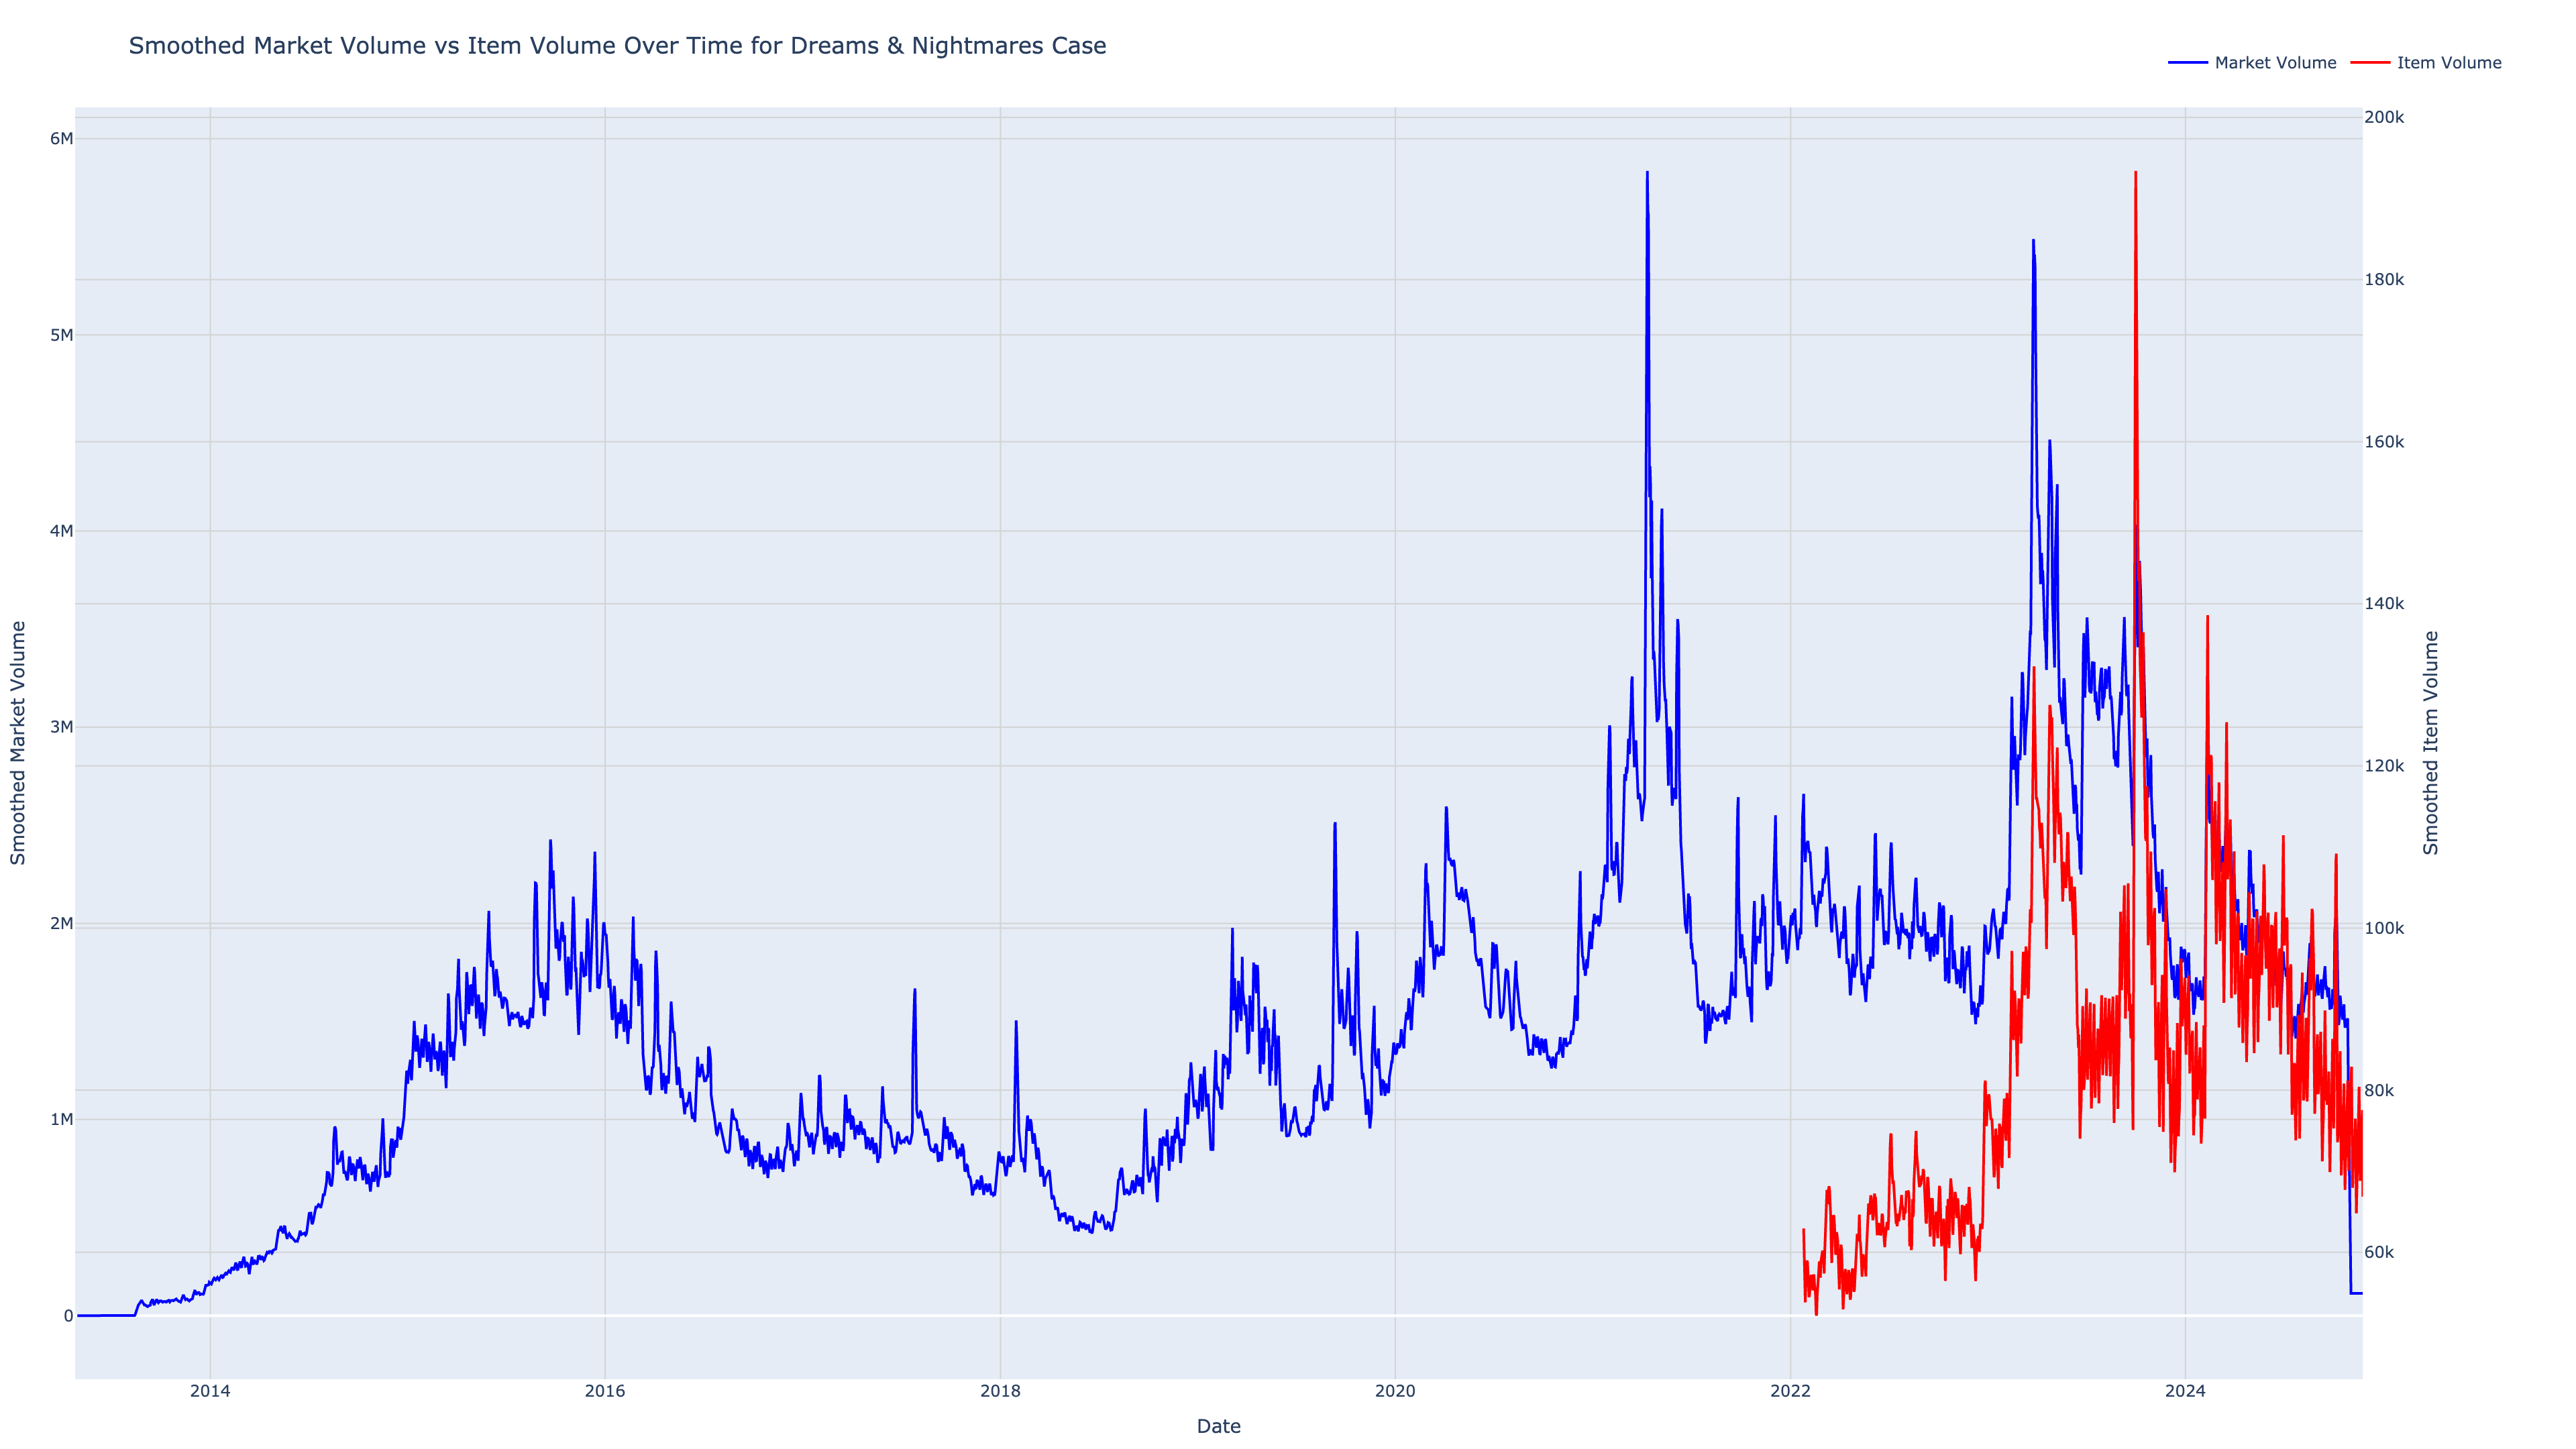 Smoothed Market Volume vs Item Volume Over Time for Dreams & Nightmares Case
Market Volume
Item Volume
6M
5M
4M
3M
2M
1M
0
Smoothed Market Volume
200k
180k
160k
140k
120k
100k
80k
60k
Smoothed Item Volume
2014
2016
2018
2020
2022
2024
Date